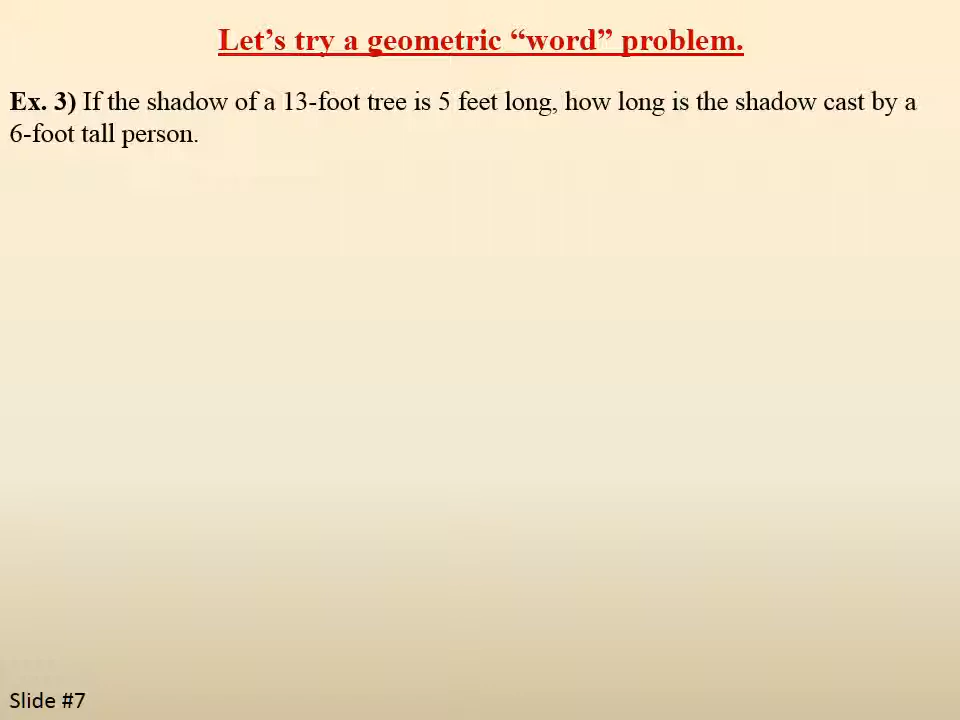 Let’s try a geometric “word” problem.
Ex. 3) If the shadow of a 13-foot tree is 5 feet long, how long is the shadow cast by a
6-foot tall person.
Slide #7